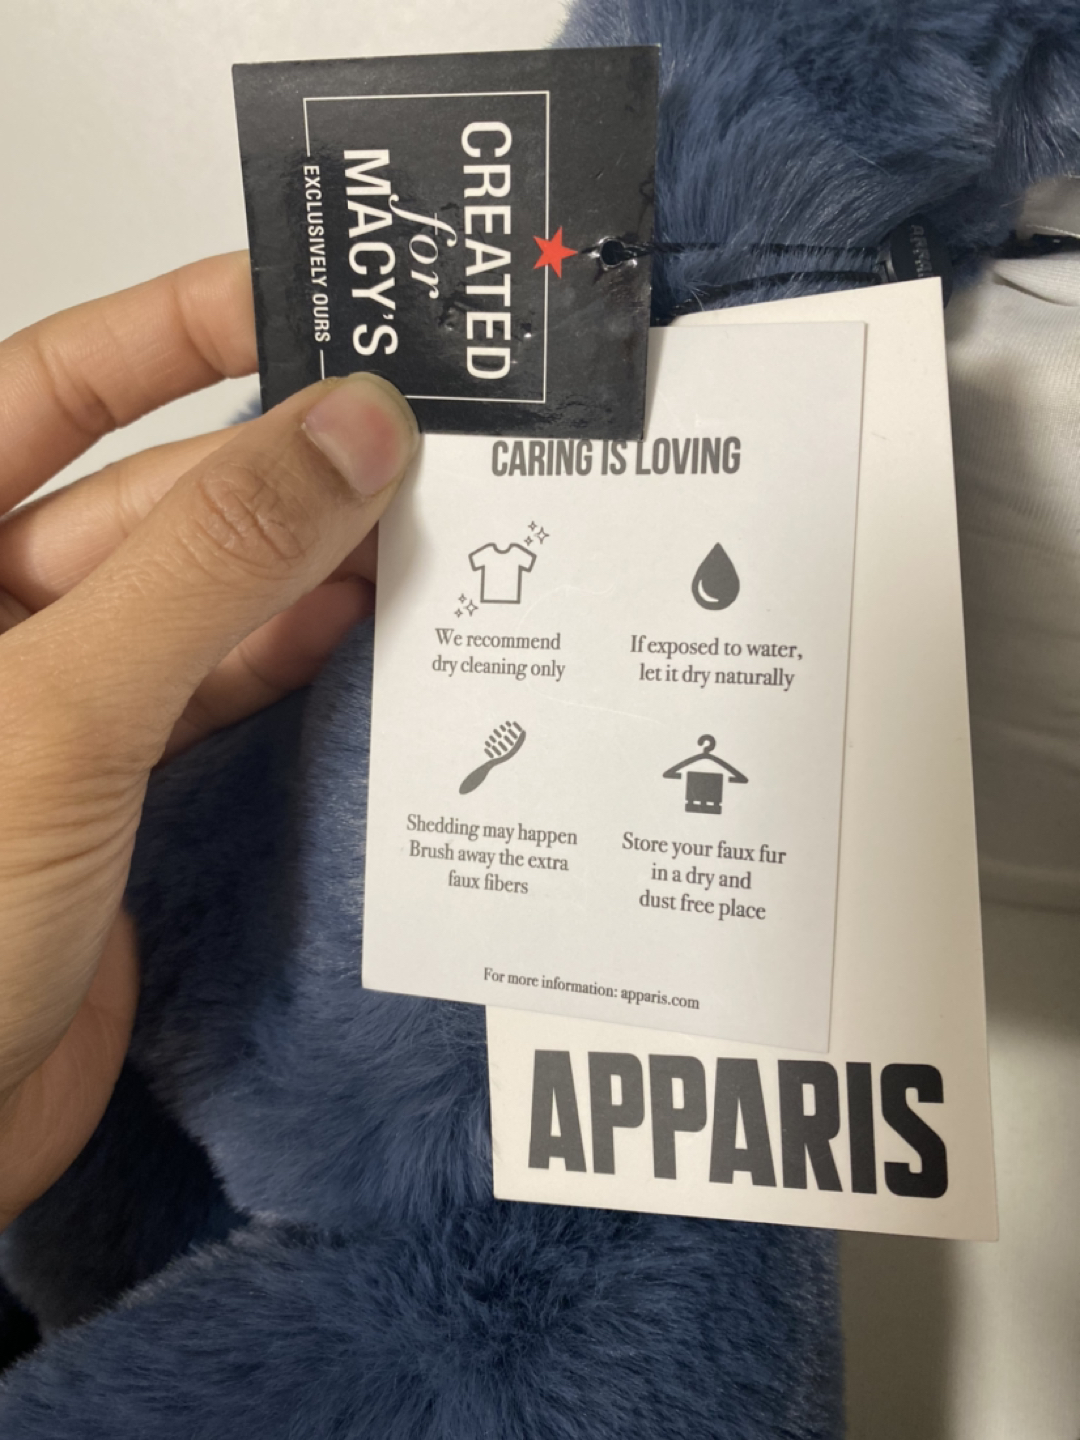 CREATED
for
MACY'S
EXCLUSIVELY OURS
CARING IS LOVING
We recommend
dry cleaning only
If exposed to water,
let it dry naturally
Shedding may happen
Brush away the extra
faux fibers
Store your faux fur
in a dry and
dust free place
For more information: apparis.com
APPARIS